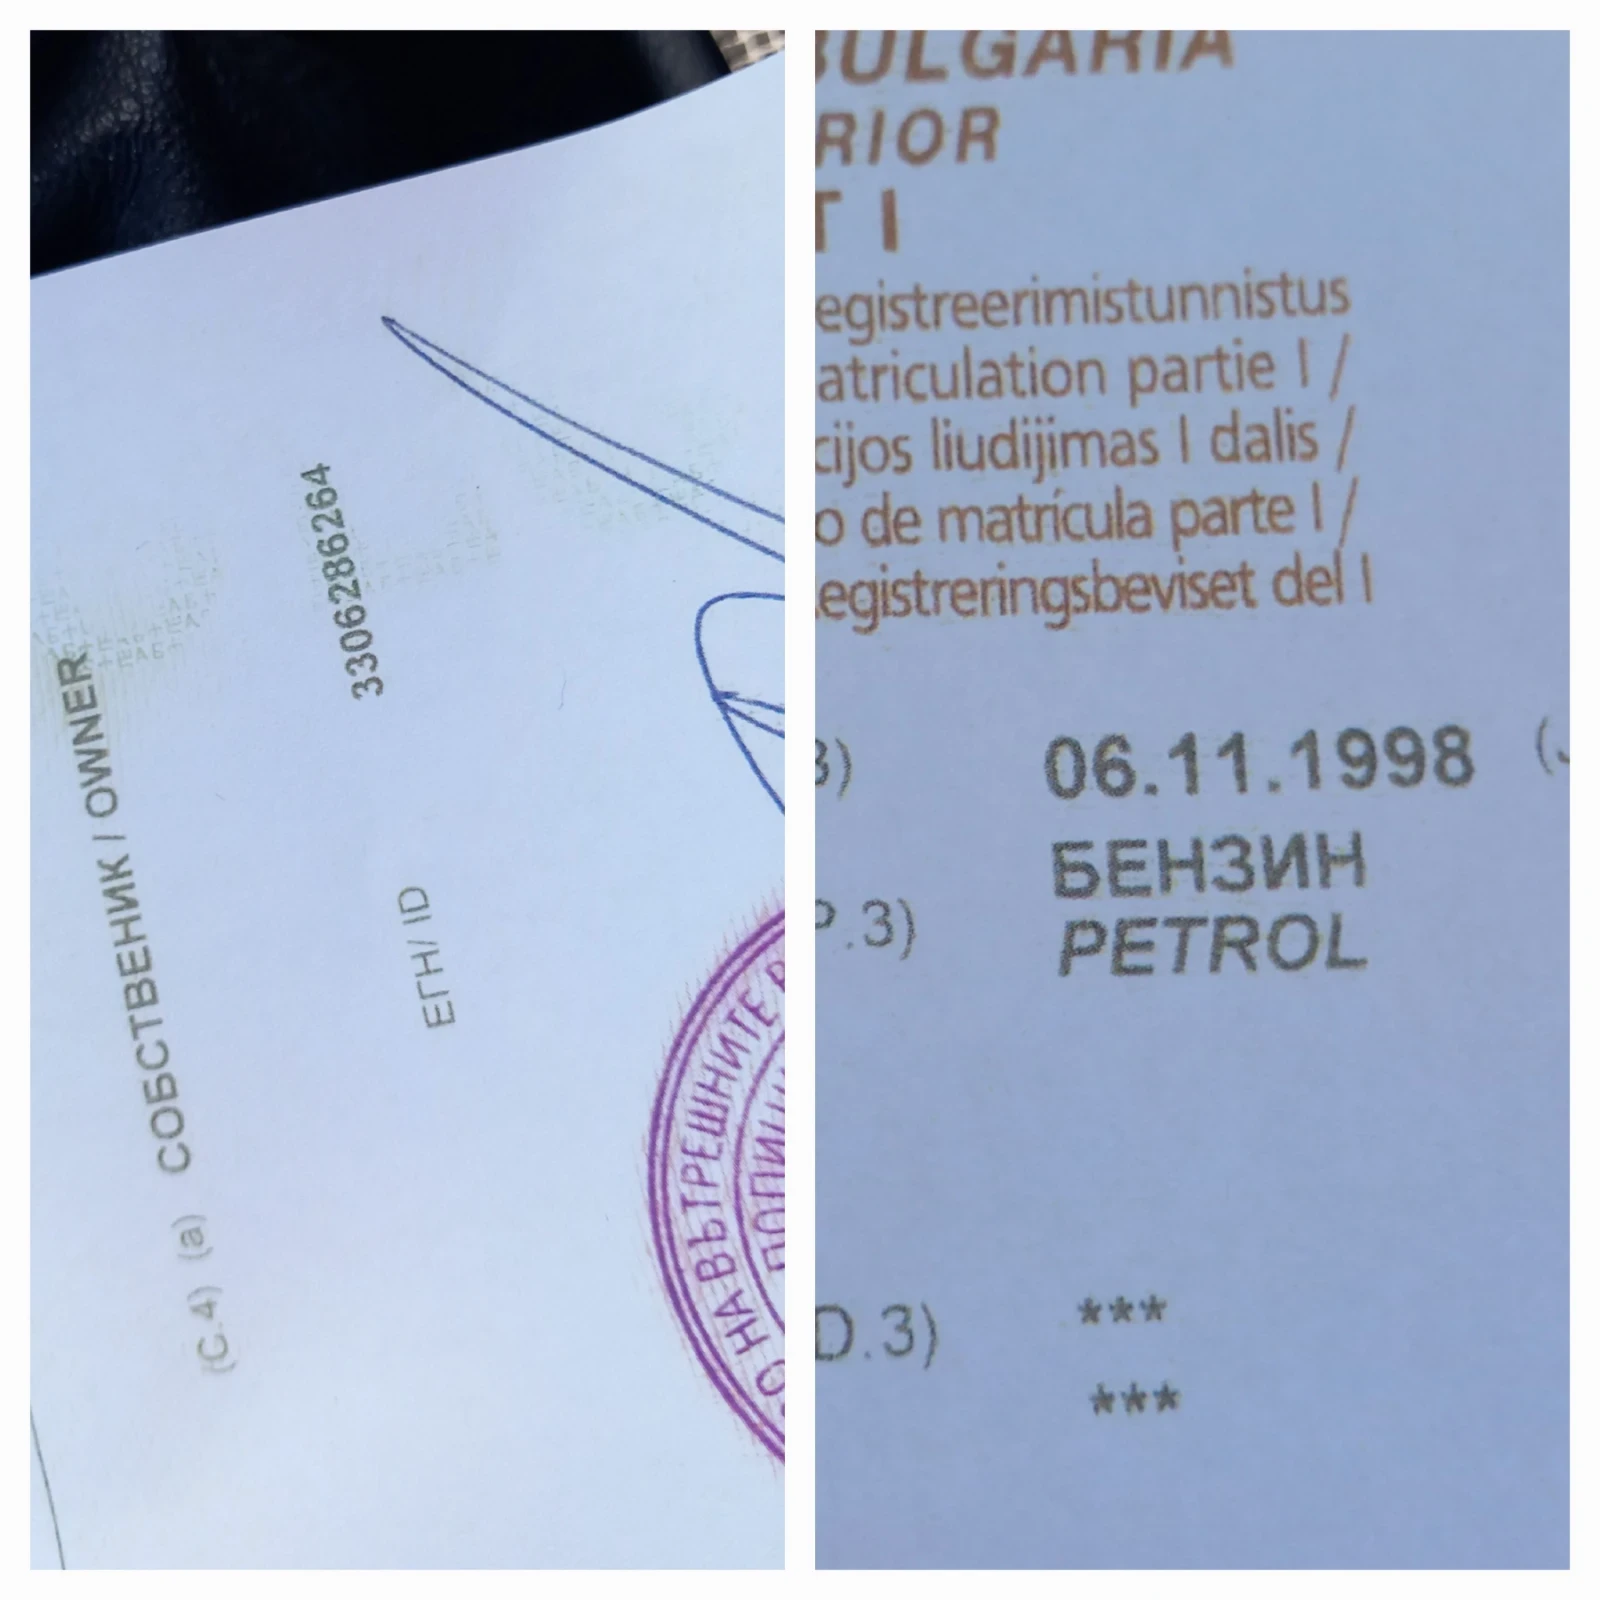 (C.4) (a) СОБСТВЕНИК / OWNER
3306286264
ЕГН/ ID
НА ВЪТРЕШНИТЕ
BULGARIA
RIOR
T I
egistreerimistunnistus
atriculation partie I /
cijos liudijimas I dalis /
o de matrícula parte I /
egistreringsbeviset del I
06.11.1998
БЕНЗИН
P.3)
PETROL
D.3)
***
***